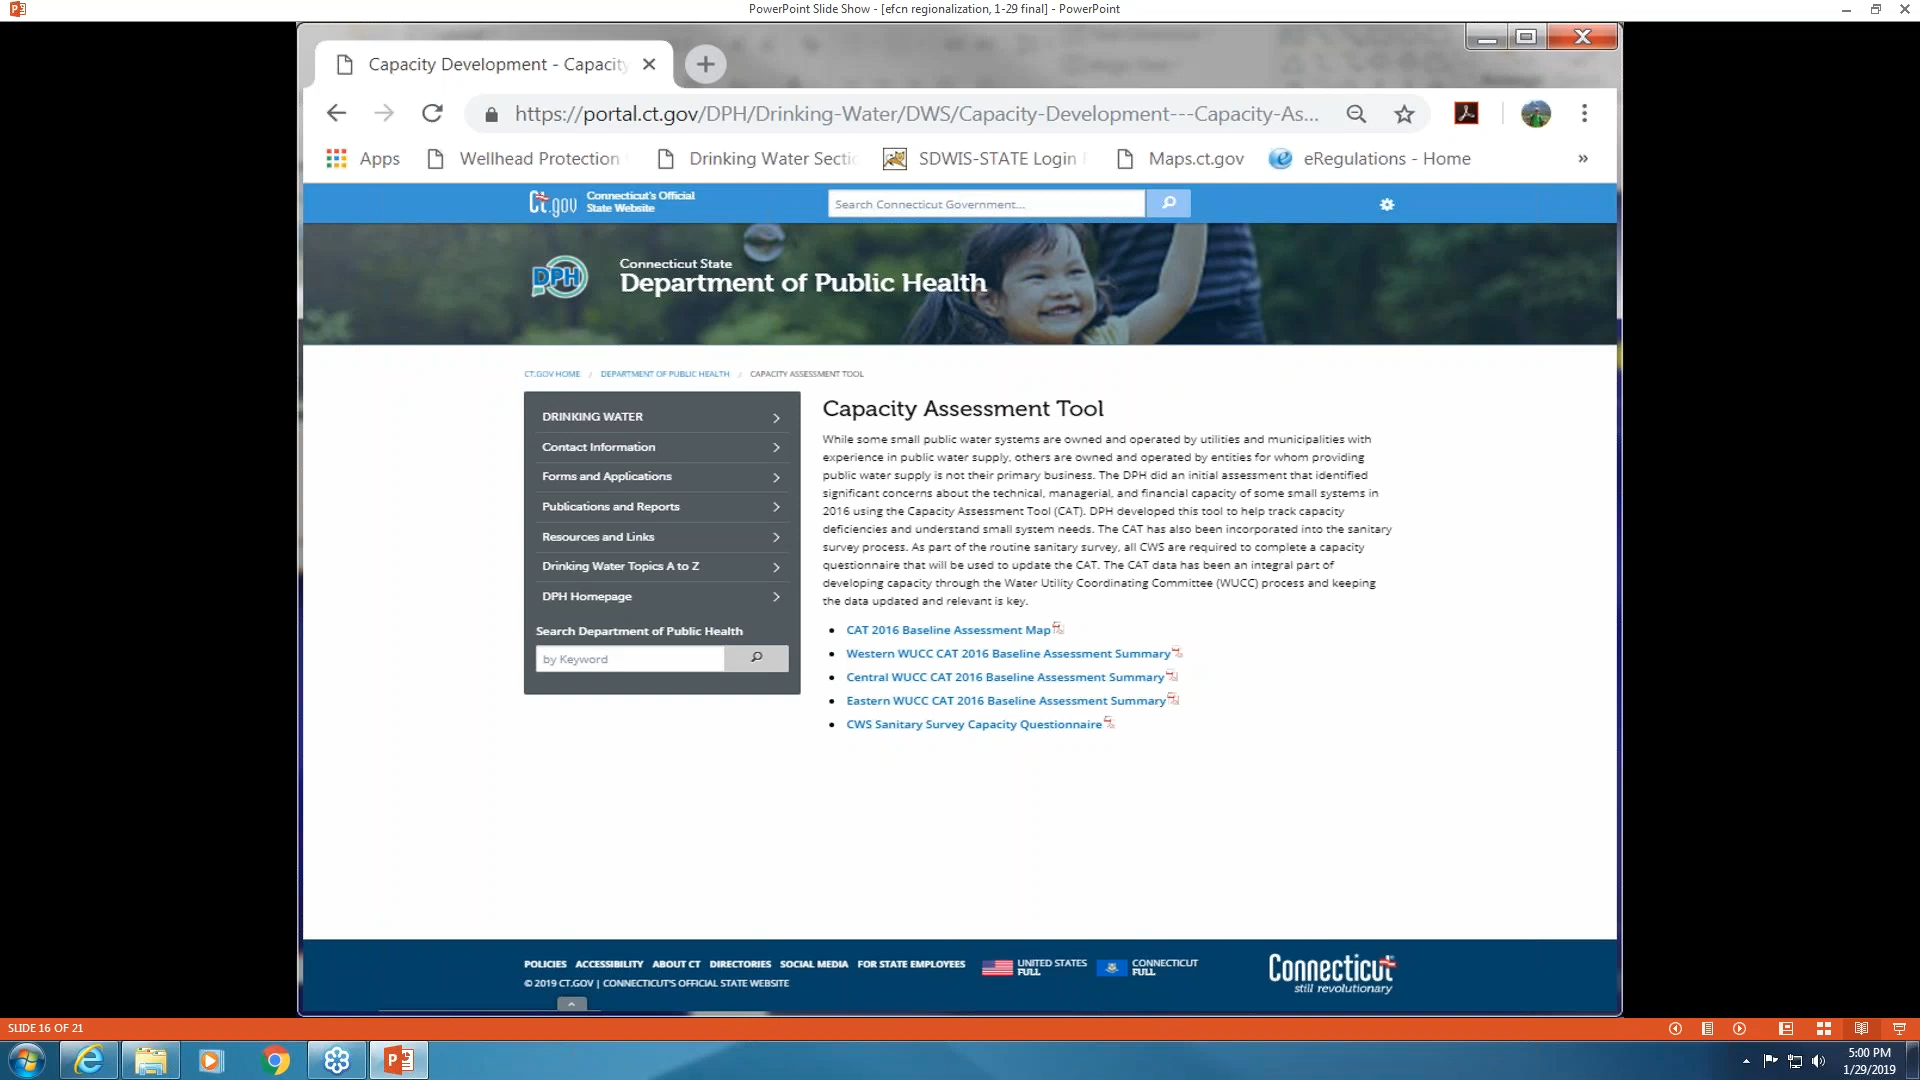 PowerPoint Slide Show - [efcn regionalization, 1-29 final] - PowerPoint
Capacity Development - Capacity
https://portal.ct.gov/DPH/Drinking-Water/DWS/Capacity-Development---Capacity-As...
Apps Wellhead Protection Drinking Water Sectio SDWIS-STATE Login Maps.ct.gov eRegulations - Home »
Ct.gov Connecticut's Official
State Website
Search Connecticut Government...
DPH
Connecticut State
Department of Public Health
CT.GOV HOME / DEPARTMENT OF PUBLIC HEALTH / CAPACITY ASSESSMENT TOOL
DRINKING WATER
Contact Information
Forms and Applications
Publications and Reports
Resources and Links
Drinking Water Topics A to Z
DPH Homepage
Search Department of Public Health
by Keyword
Capacity Assessment Tool
While some small public water systems are owned and operated by utilities and municipalities with
experience in public water supply, others are owned and operated by entities for whom providing
public water supply is not their primary business. The DPH did an initial assessment that identified
significant concerns about the technical, managerial, and financial capacity of some small systems in
2016 using the Capacity Assessment Tool (CAT). DPH developed this tool to help track capacity
deficiencies and understand small system needs. The CAT has also been incorporated into the sanitary
survey process. As part of the routine sanitary survey, all CWS are required to complete a capacity
questionnaire that will be used to update the CAT. The CAT data has been an integral part of
developing capacity through the Water Utility Coordinating Committee (WUCC) process and keeping
the data updated and relevant is key.
• CAT 2016 Baseline Assessment Map
• Western WUCC CAT 2016 Baseline Assessment Summary
• Central WUCC CAT 2016 Baseline Assessment Summary
• Eastern WUCC CAT 2016 Baseline Assessment Summary
• CWS Sanitary Survey Capacity Questionnaire
POLICIES ACCESSIBILITY ABOUT CT DIRECTORIES SOCIAL MEDIA FOR STATE EMPLOYEES
© 2019 CT.GOV | CONNECTICUT'S OFFICIAL STATE WEBSITE
UNITED STATES
FULL
CONNECTICUT
FULL
Connecticut
still revolutionary
SLIDE 16 OF 21
5:00 PM
1/29/2019